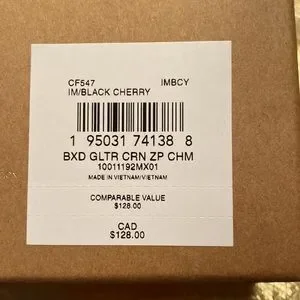 CF547 IMBCY
IM/BLACK CHERRY
1 95031 74138 8
BXD GLTR CRN ZP CHM
10011192MX01
MADE IN VIETNAM/VIETNAM
COMPARABLE VALUE
$128.00
CAD
$128.00